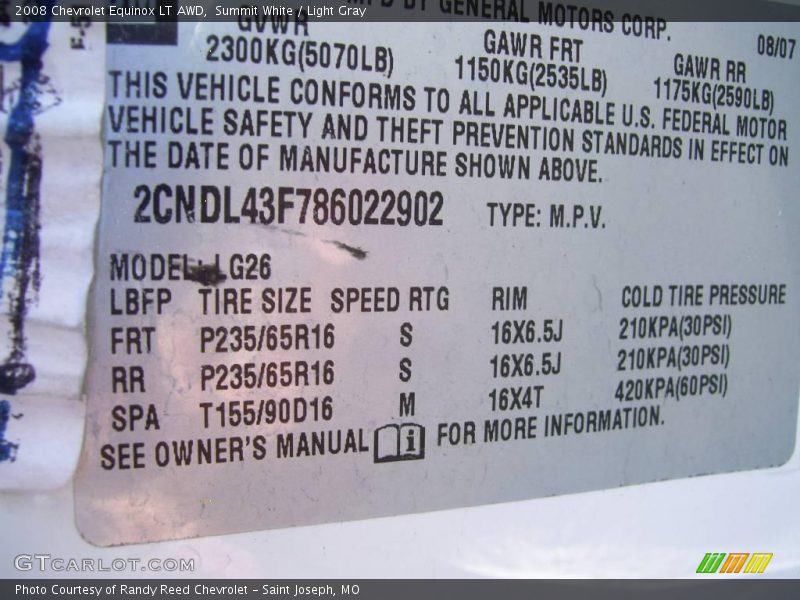 2008 Chevrolet Equinox LT AWD, Summit White / Light Gray
BY GENERAL MOTORS CORP.
08/07
GVWR GAWR FRT GAWR RR
2300KG(5070LB) 1150KG(2535LB) 1175KG(2590LB)
THIS VEHICLE CONFORMS TO ALL APPLICABLE U.S. FEDERAL MOTOR
VEHICLE SAFETY AND THEFT PREVENTION STANDARDS IN EFFECT ON
THE DATE OF MANUFACTURE SHOWN ABOVE.
2CNDL43F786022902 TYPE: M.P.V.
MODEL: LG26
LBFP TIRE SIZE SPEED RTG RIM COLD TIRE PRESSURE
FRT P235/65R16 S 16X6.5J 210KPA(30PSI)
RR P235/65R16 S 16X6.5J 210KPA(30PSI)
SPA T155/90D16 M 16X4T 420KPA(60PSI)
SEE OWNER'S MANUAL i FOR MORE INFORMATION.
GTCARLOT.COM
Photo Courtesy of Randy Reed Chevrolet - Saint Joseph, MO